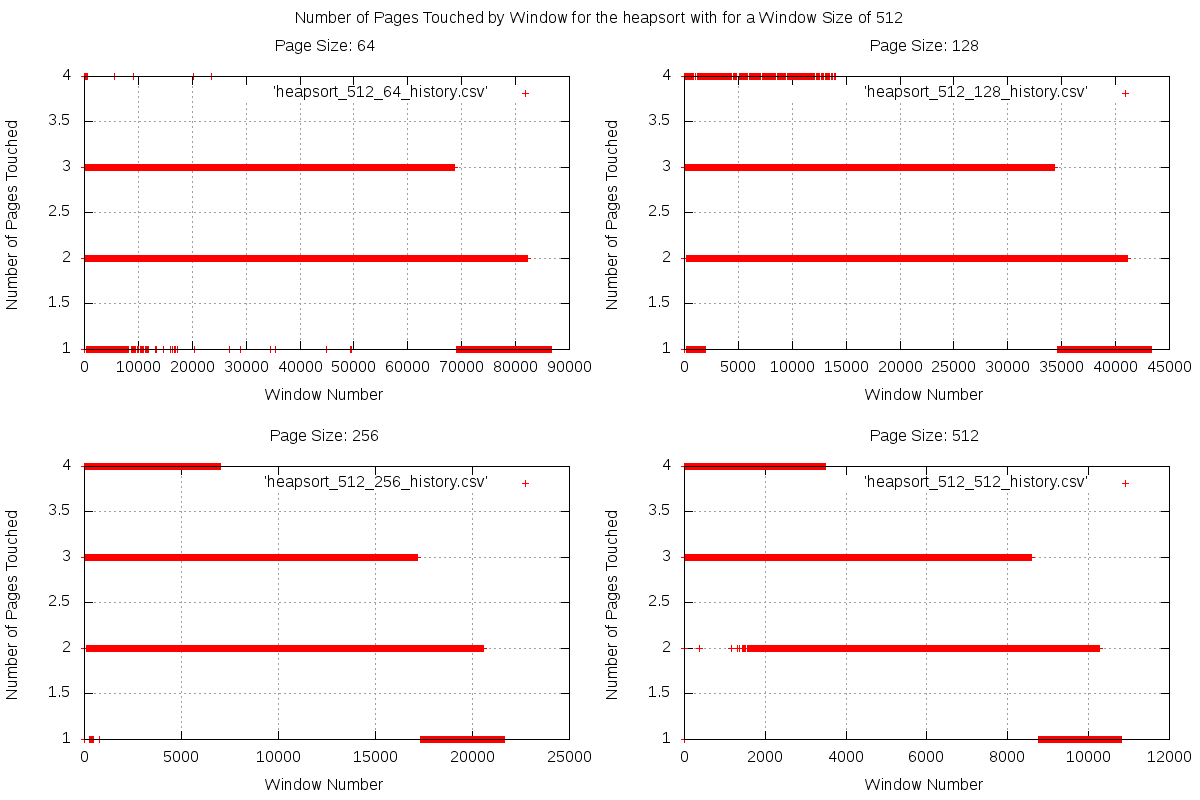 Number of Pages Touched by Window for the heapsort with for a Window Size of 512
Page Size: 64
4
3.5
3
2.5
2
1.5
1
Number of Pages Touched
'heapsort_512_64_history.csv'
0 10000 20000 30000 40000 50000 60000 70000 80000 90000
Window Number
Page Size: 128
4
3.5
3
2.5
2
1.5
1
Number of Pages Touched
'heapsort_512_128_history.csv'
0 5000 10000 15000 20000 25000 30000 35000 40000 45000
Window Number
Page Size: 256
4
3.5
3
2.5
2
1.5
1
Number of Pages Touched
'heapsort_512_256_history.csv'
0 5000 10000 15000 20000 25000
Window Number
Page Size: 512
4
3.5
3
2.5
2
1.5
1
Number of Pages Touched
'heapsort_512_512_history.csv'
0 2000 4000 6000 8000 10000 12000
Window Number